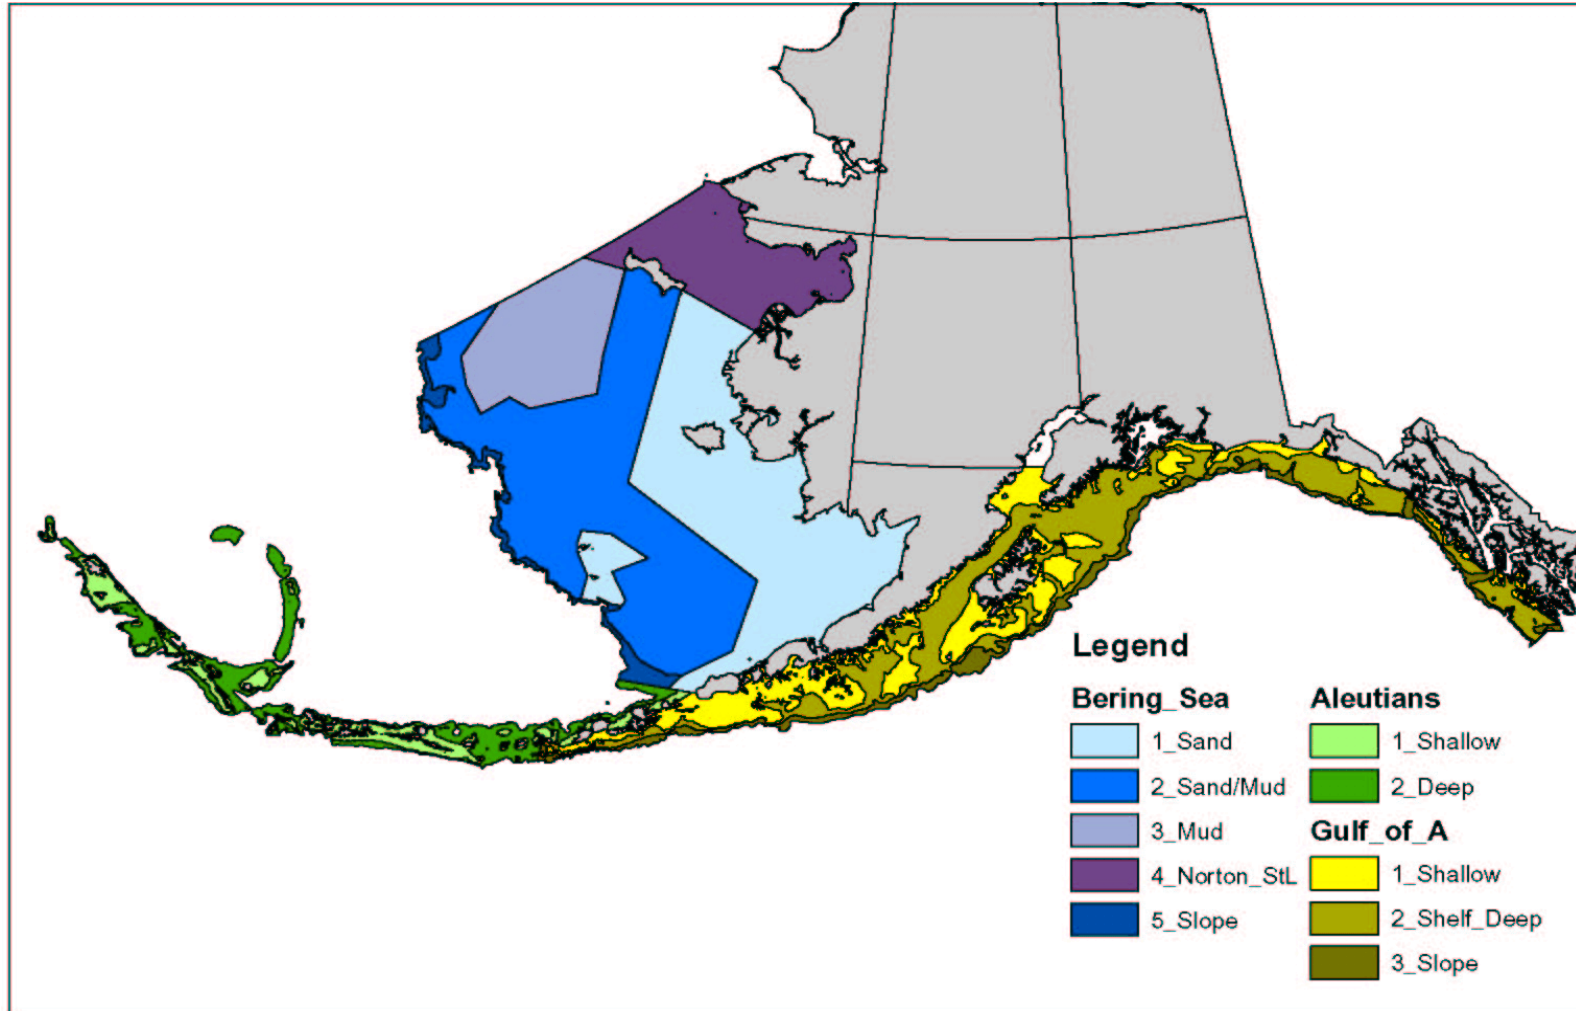 Legend
Bering_Sea
1_Sand
2_Sand/Mud
3_Mud
4_Norton_StL
5_Slope
Aleutians
1_Shallow
2_Deep
Gulf_of_A
1_Shallow
2_Shelf_Deep
3_Slope